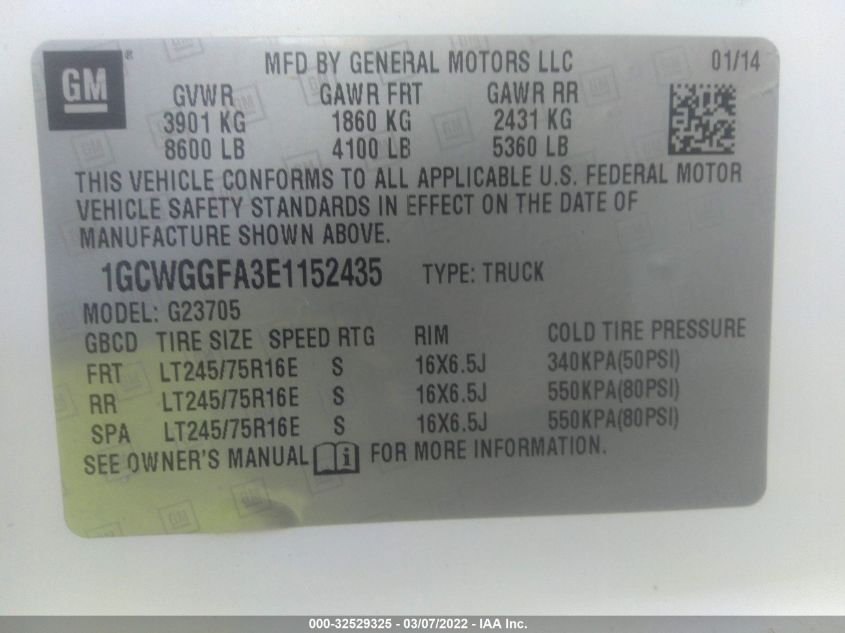 GM ®
MFD BY GENERAL MOTORS LLC 01/14
GVWR GAWR FRT GAWR RR
3901 KG 1860 KG 2431 KG
8600 LB 4100 LB 5360 LB
THIS VEHICLE CONFORMS TO ALL APPLICABLE U.S. FEDERAL MOTOR
VEHICLE SAFETY STANDARDS IN EFFECT ON THE DATE OF
MANUFACTURE SHOWN ABOVE.
1GCWGGFA3E1152435 TYPE: TRUCK
MODEL: G23705
GBCD TIRE SIZE SPEED RTG RIM COLD TIRE PRESSURE
FRT LT245/75R16E S 16X6.5J 340KPA(50PSI)
RR LT245/75R16E S 16X6.5J 550KPA(80PSI)
SPA LT245/75R16E S 16X6.5J 550KPA(80PSI)
SEE OWNER'S MANUAL i FOR MORE INFORMATION.
000-32529325 - 03/07/2022 - IAA Inc.